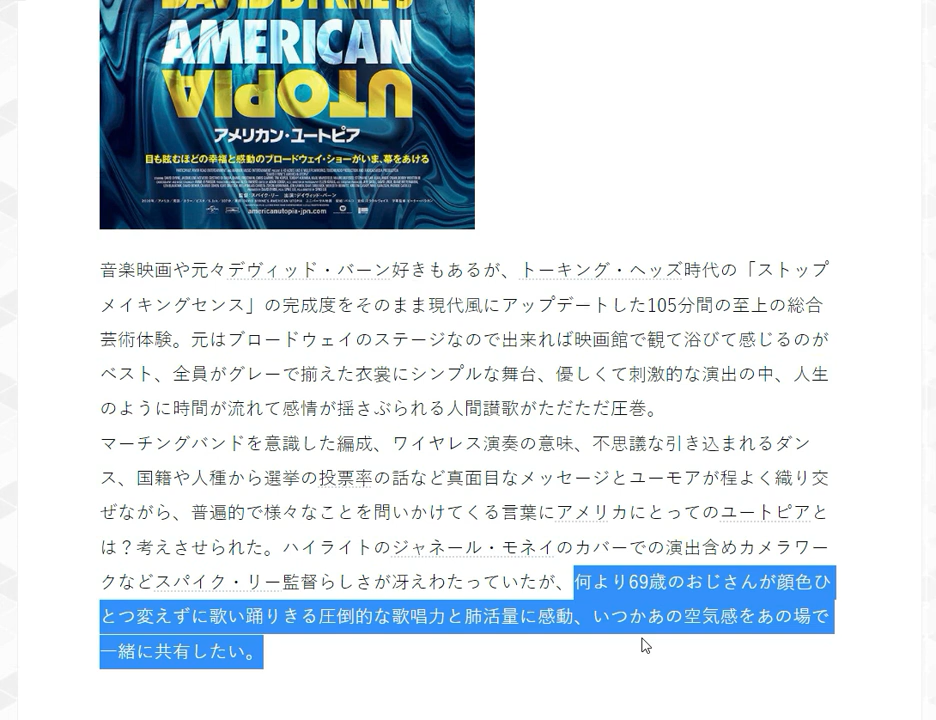 DAVID BYRNE'S
AMERICAN
UTOPIA
アメリカン・ユートピア
目も眩むほどの幸福と感動のブロードウェイ・ショーがいま、幕をあける
americanutopia-jpn.com
音楽映画や元々デヴィッド・バーン好きもあるが、トーキング・ヘッズ時代の「ストップ
メイキングセンス」の完成度をそのまま現代風にアップデートした105分間の至上の総合
芸術体験。元はブロードウェイのステージなので出来れば映画館で観て浴びて感じるのが
ベスト、全員がグレーで揃えた衣裳にシンプルな舞台、優しくて刺激的な演出の中、人生
のように時間が流れて感情が揺さぶられる人間讃歌がただただ圧巻。
マーチングバンドを意識した編成、ワイヤレス演奏の意味、不思議な引き込まれるダン
ス、国籍や人種から選挙の投票率の話など真面目なメッセージとユーモアが程よく織り交
ぜながら、普遍的で様々なことを問いかけてくる言葉にアメリカにとってのユートピアと
は？考えさせられた。ハイライトのジャネール・モネイのカバーでの演出含めカメラワー
クなどスパイク・リー監督らしさが冴えわたっていたが、何より69歳のおじさんが顔色ひ
とつ変えずに歌い踊りきる圧倒的な歌唱力と肺活量に感動、いつかあの空気感をあの場で
一緒に共有したい。